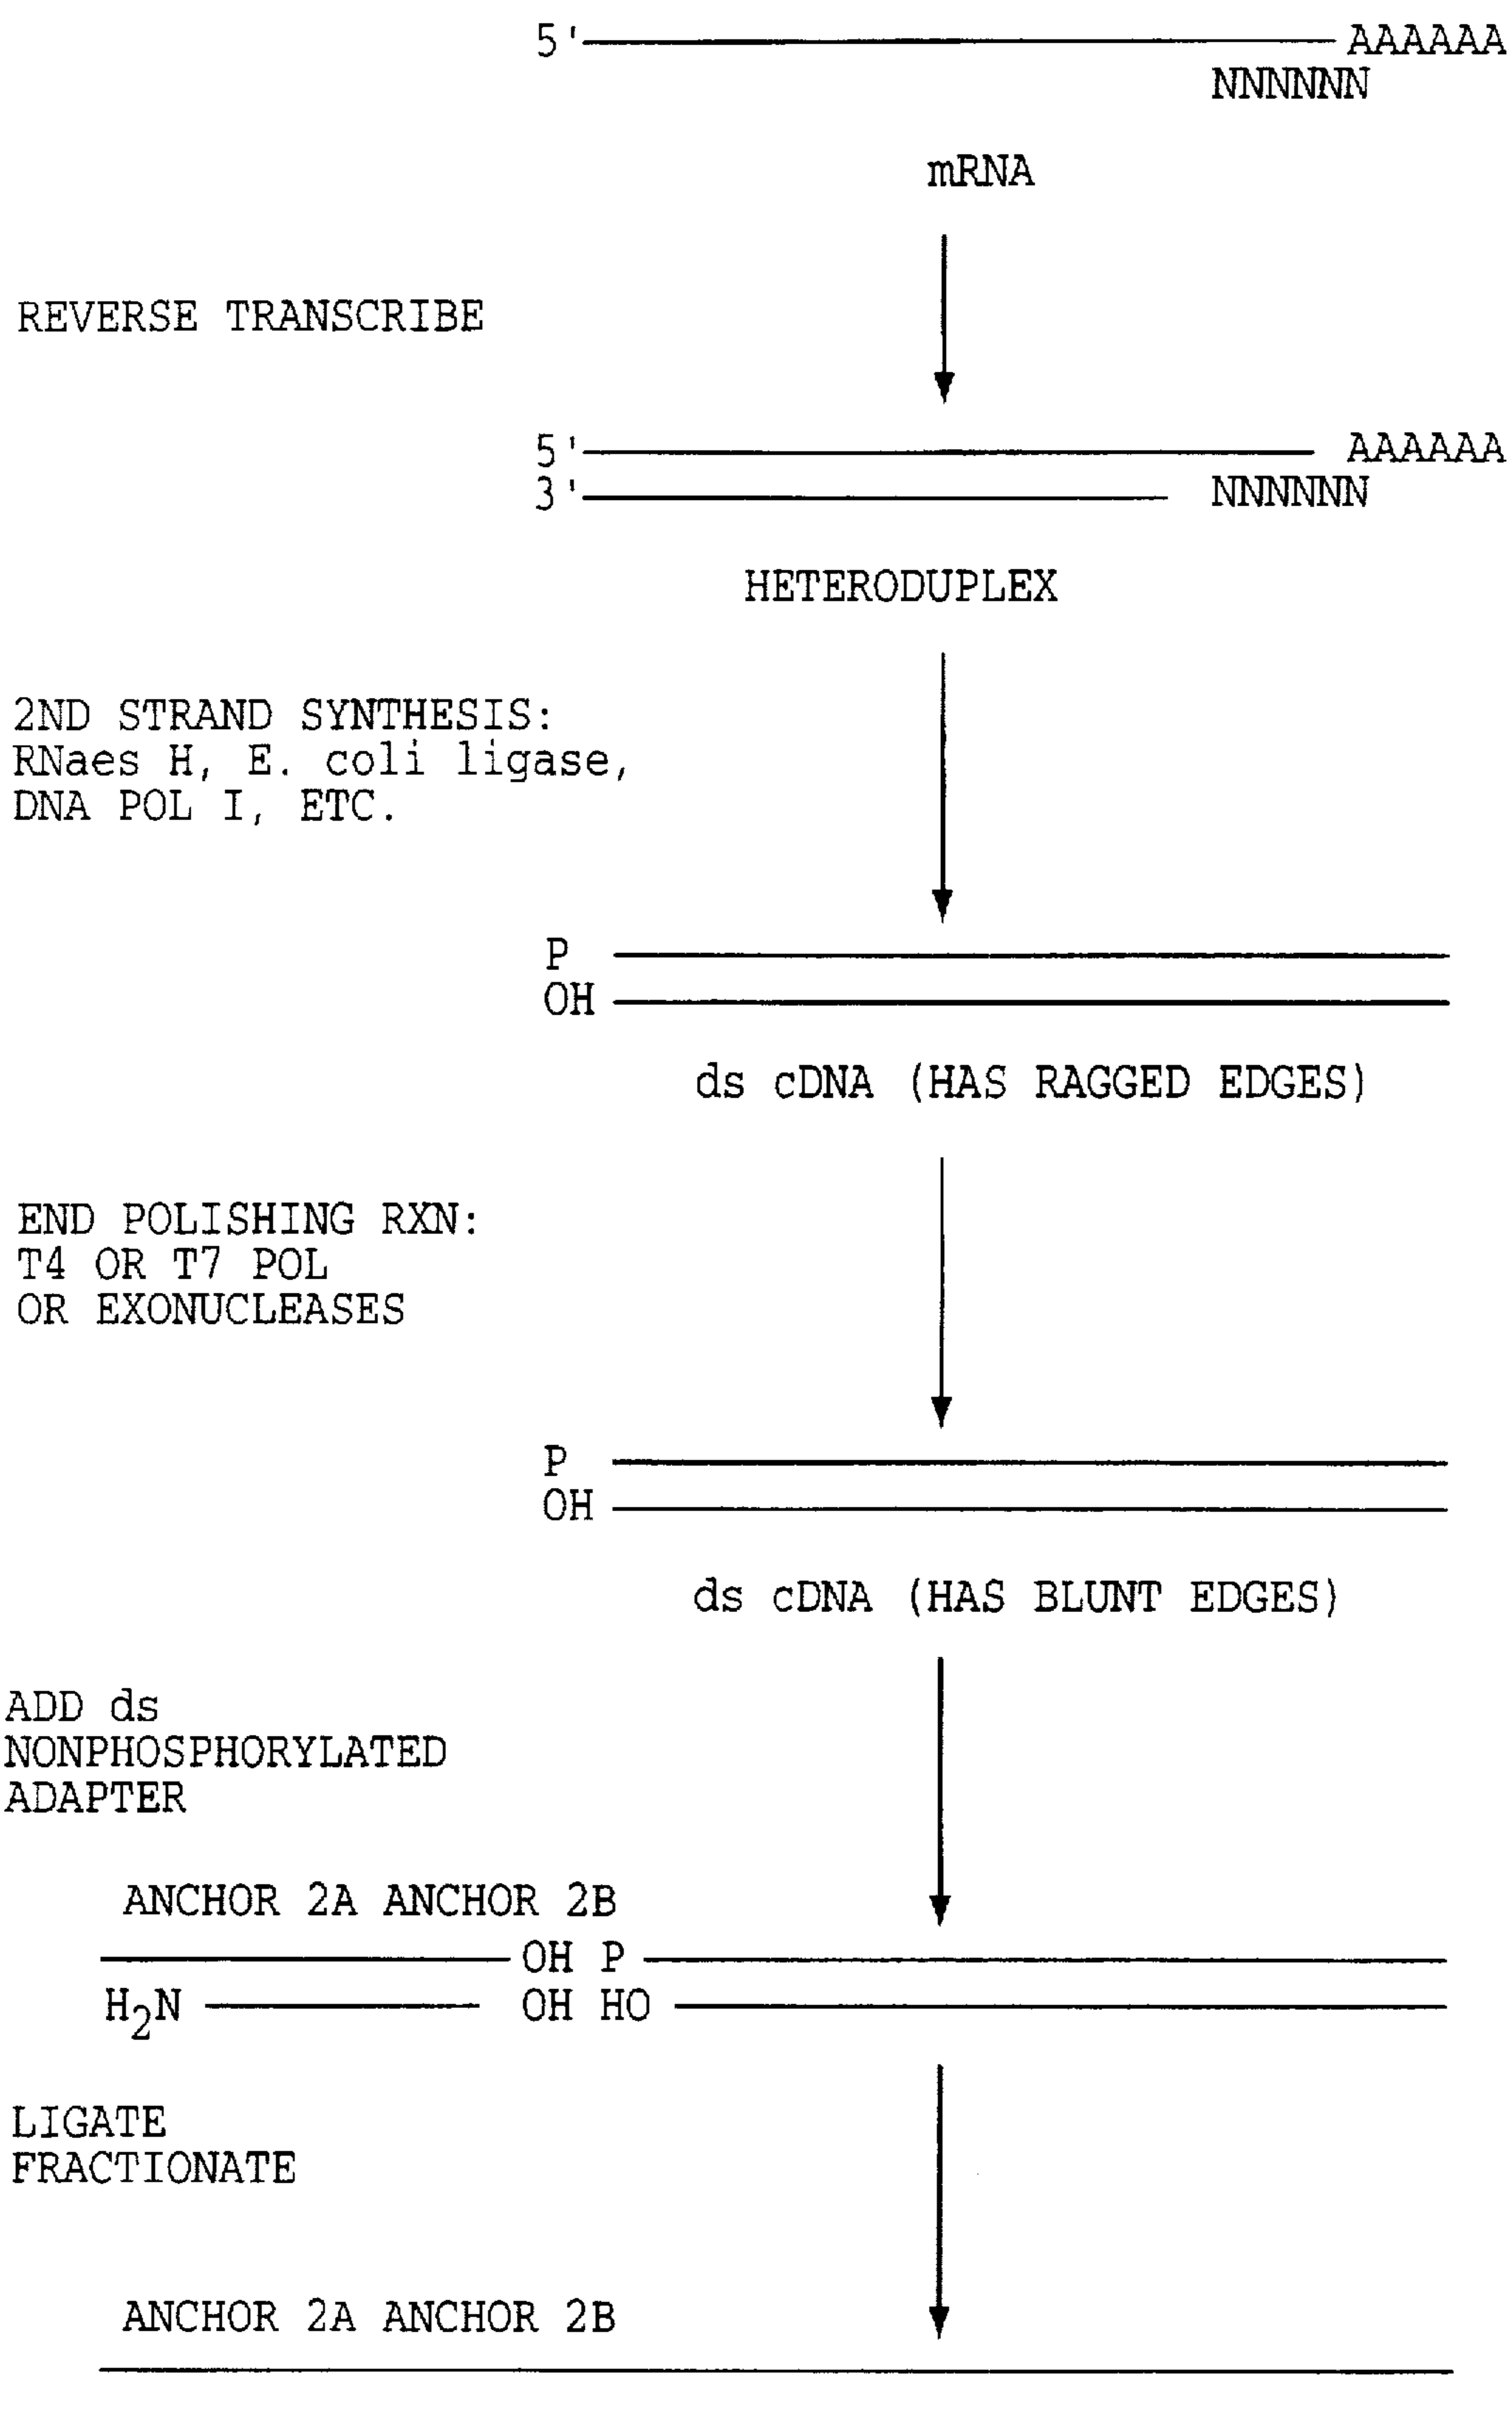 5' AAAAAA
NNNNNN
mRNA
REVERSE TRANSCRIBE
5' AAAAAA
3' NNNNNN
HETERODUPLEX
2ND STRAND SYNTHESIS:
RNaes H, E. coli ligase,
DNA POL I, ETC.
P
OH
ds cDNA (HAS RAGGED EDGES)
END POLISHING RXN:
T4 OR T7 POL
OR EXONUCLEASES
P
OH
ds cDNA (HAS BLUNT EDGES)
ADD ds
NONPHOSPHORYLATED
ADAPTER
ANCHOR 2A ANCHOR 2B
OH P
H2N OH HO
LIGATE
FRACTIONATE
ANCHOR 2A ANCHOR 2B